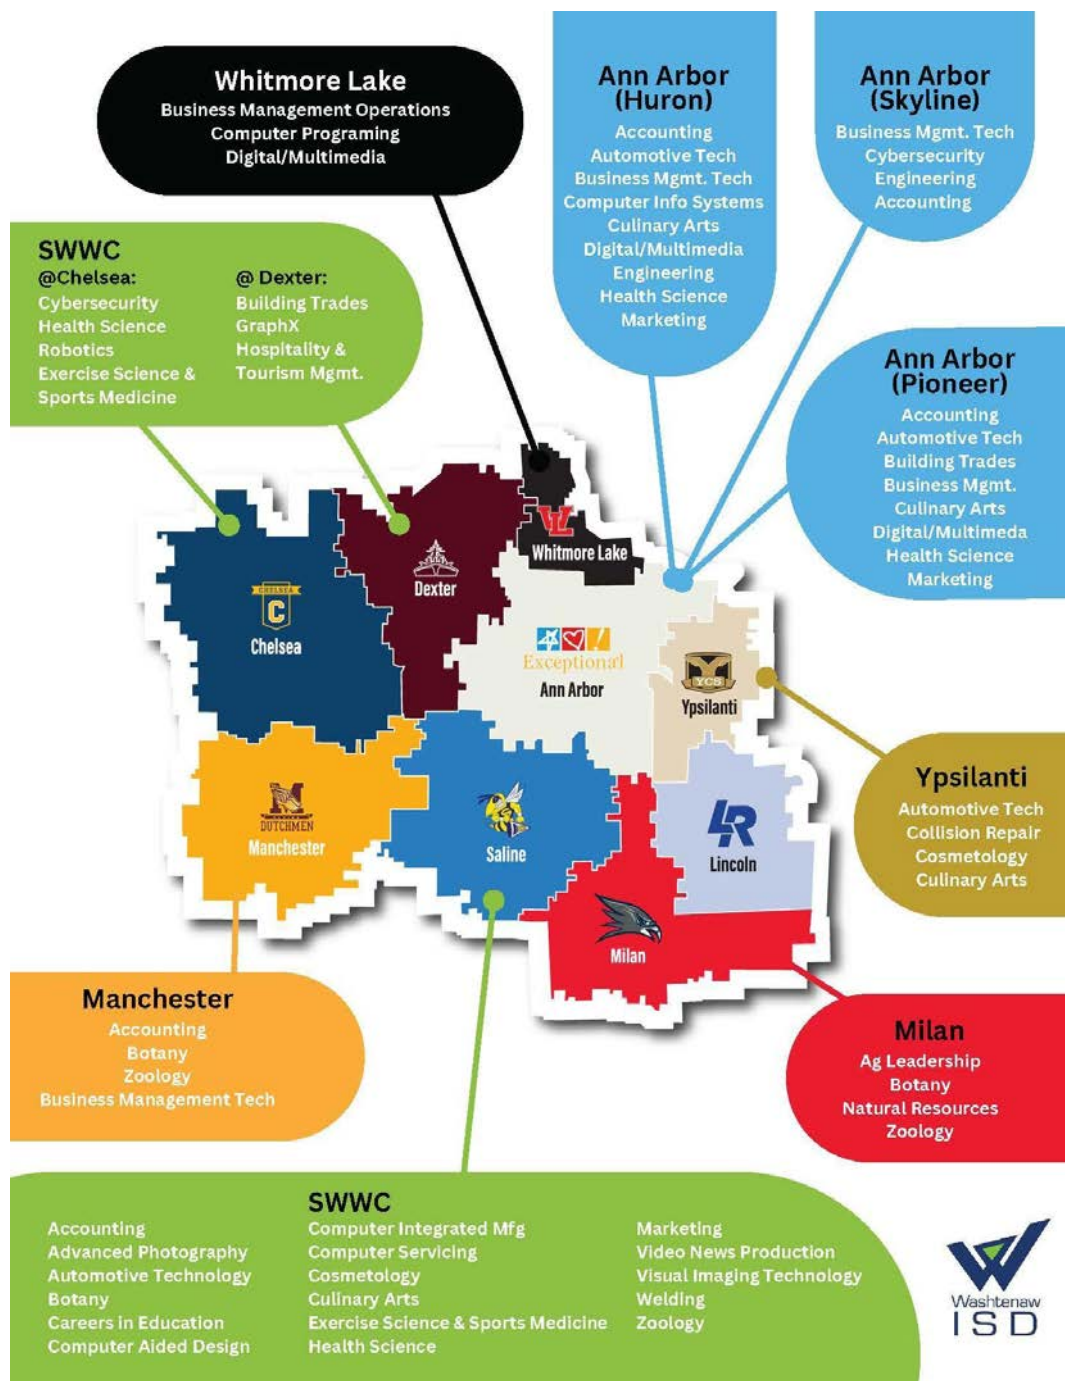 Whitmore Lake
Business Management Operations
Computer Programing
Digital/Multimedia
Ann Arbor
(Huron)
Accounting
Automotive Tech
Business Mgmt. Tech
Computer Info Systems
Culinary Arts
Digital/Multimedia
Engineering
Health Science
Marketing
Ann Arbor
(Skyline)
Business Mgmt. Tech
Cybersecurity
Engineering
Accounting
SWWC
@Chelsea:
Cybersecurity
Health Science
Robotics
Exercise Science &
Sports Medicine
@ Dexter:
Building Trades
GraphX
Hospitality &
Tourism Mgmt.
Ann Arbor
(Pioneer)
Accounting
Automotive Tech
Building Trades
Business Mgmt.
Culinary Arts
Digital/Multimeda
Health Science
Marketing
WL
Whitmore Lake
Dexter
CHELSEA
C
Chelsea
Exceptional
Ann Arbor
Y
YCS
Ypsilanti
M
DUTCHMEN
Manchester
Saline
LR
Lincoln
Milan
Ypsilanti
Automotive Tech
Collision Repair
Cosmetology
Culinary Arts
Manchester
Accounting
Botany
Zoology
Business Management Tech
Milan
Ag Leadership
Botany
Natural Resources
Zoology
SWWC
Accounting
Advanced Photography
Automotive Technology
Botany
Careers in Education
Computer Aided Design
Computer Integrated Mfg
Computer Servicing
Cosmetology
Culinary Arts
Exercise Science & Sports Medicine
Health Science
Marketing
Video News Production
Visual Imaging Technology
Welding
Zoology
Washtenaw
ISD